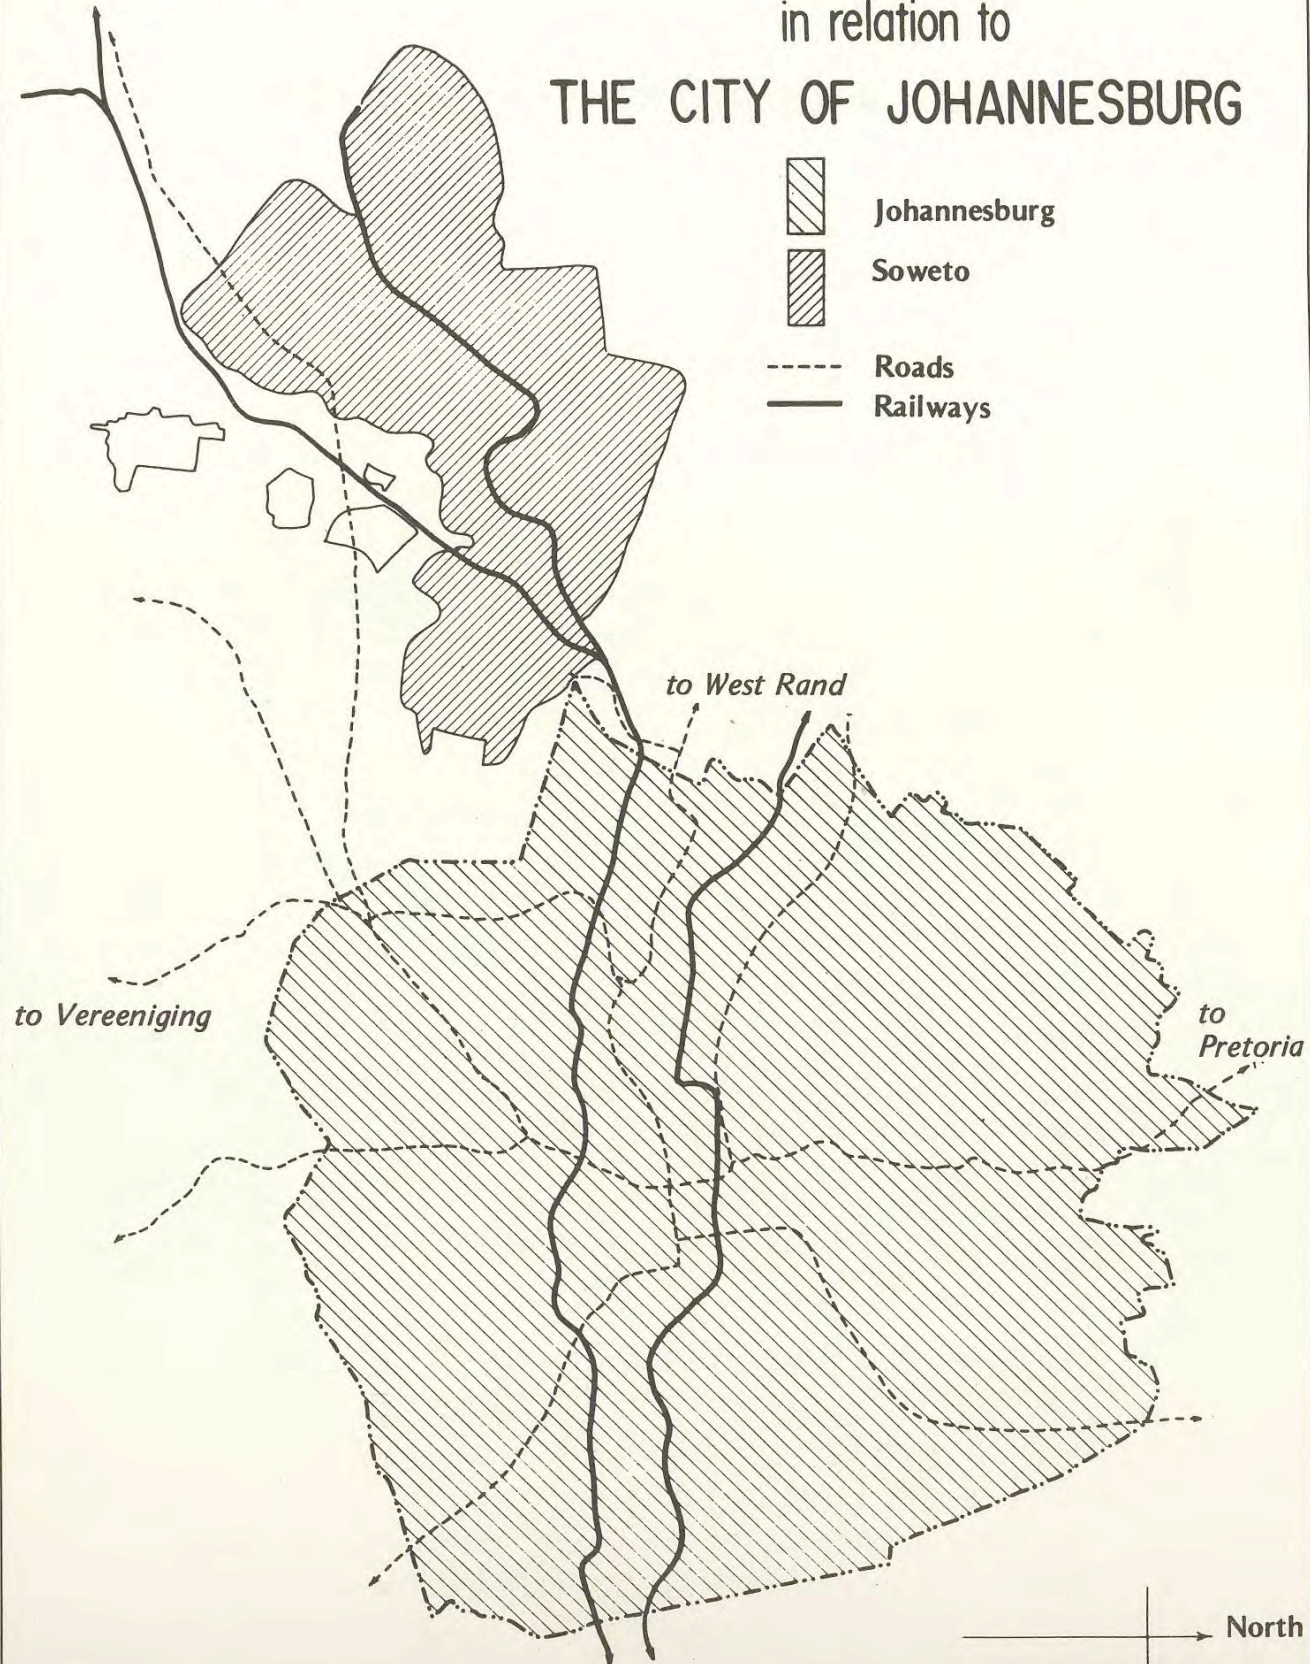 in relation to
THE CITY OF JOHANNESBURG
Johannesburg
Soweto
Roads
Railways
to West Rand
to Vereeniging
to
Pretoria
North